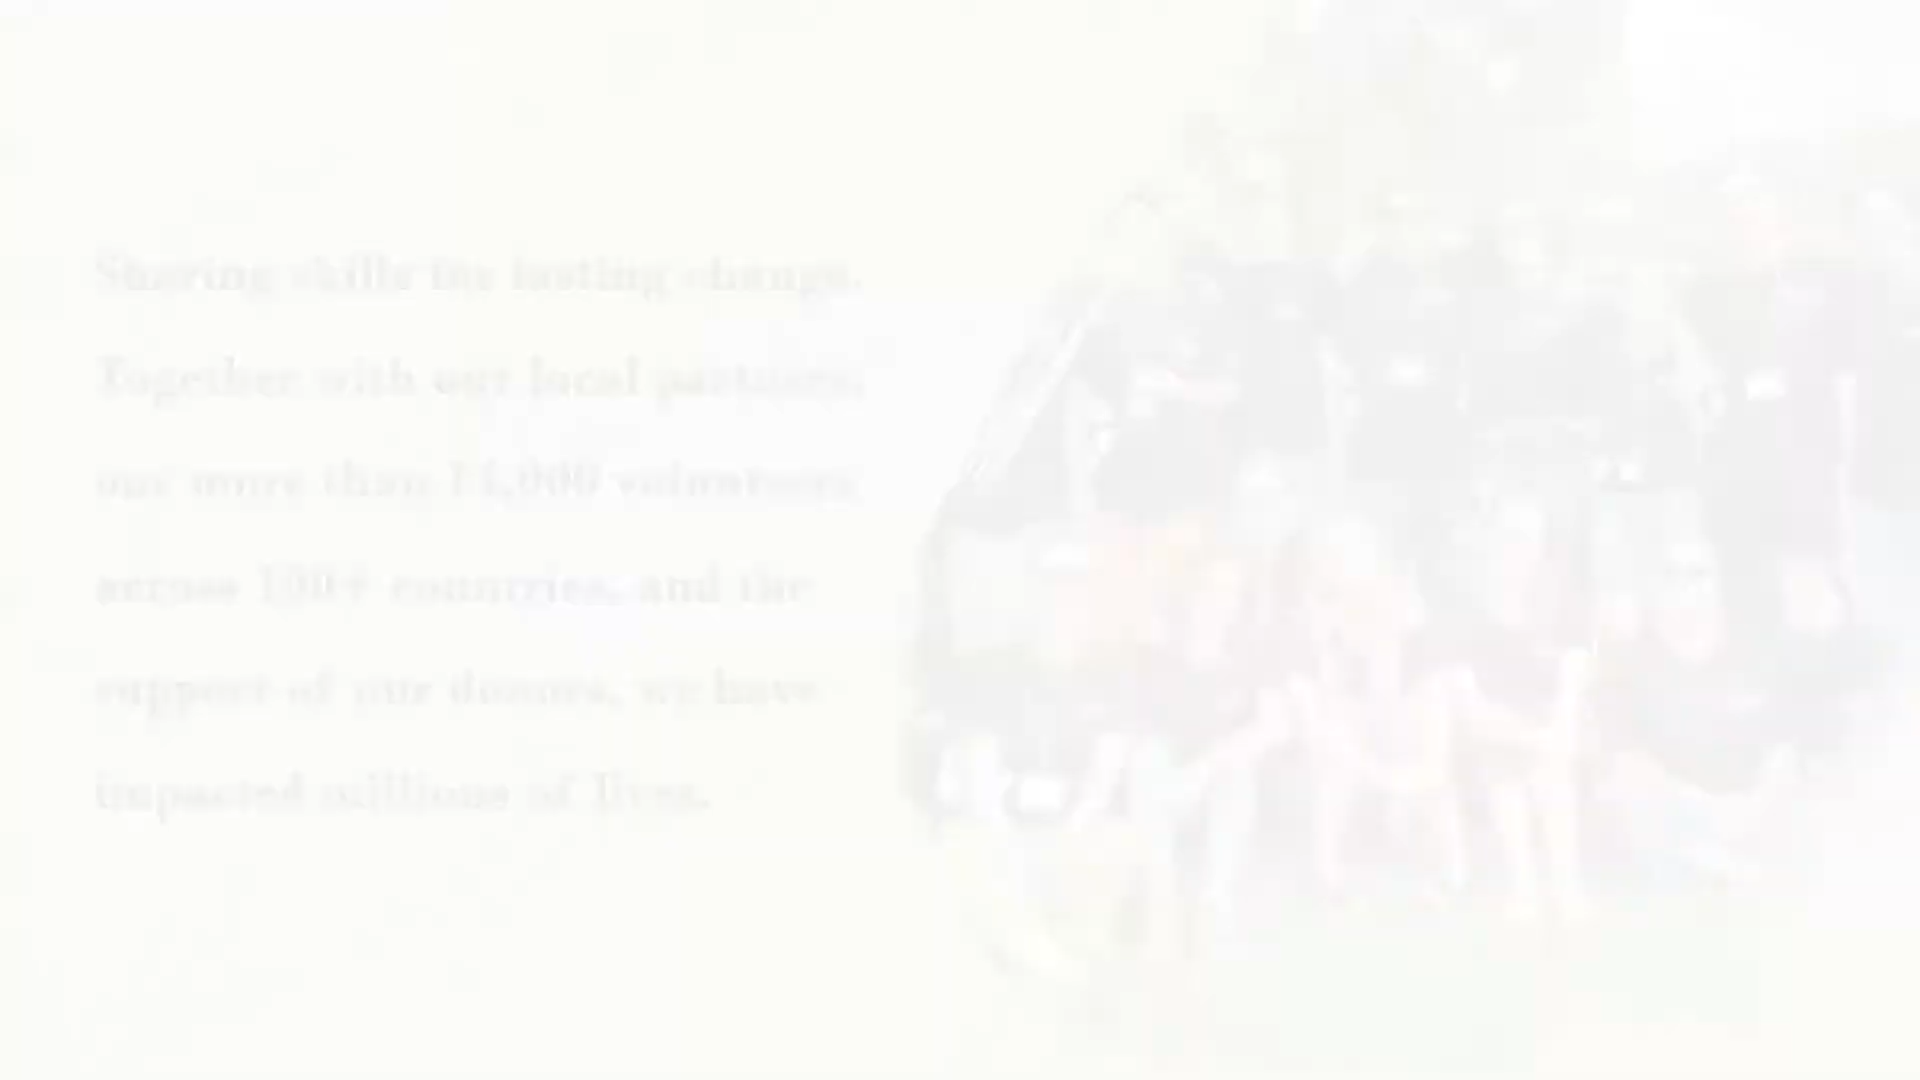 Sharing skills for lasting change.
Together with our local partners,
our more than 14,000 volunteers
across 100+ countries, and the
support of our donors, we have
impacted millions of lives.